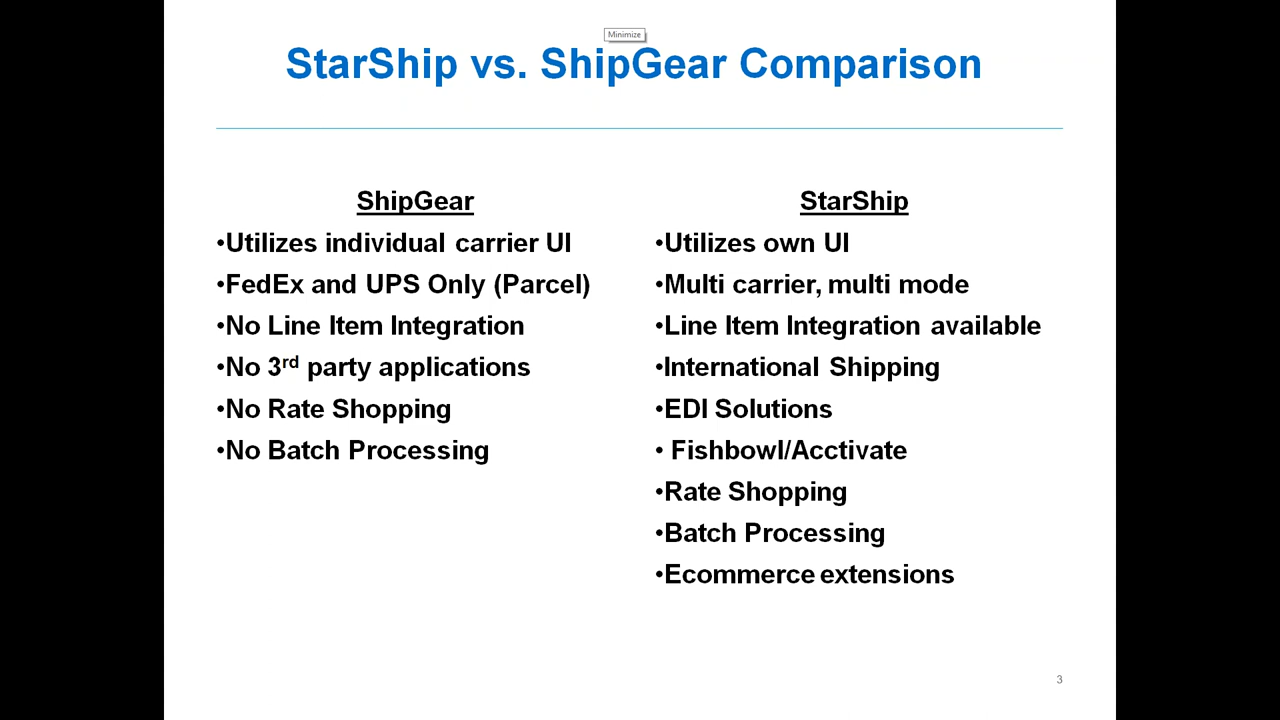 Minimize
StarShip vs. ShipGear Comparison
ShipGear
•Utilizes individual carrier UI
•FedEx and UPS Only (Parcel)
•No Line Item Integration
•No 3rd party applications
•No Rate Shopping
•No Batch Processing
StarShip
•Utilizes own UI
•Multi carrier, multi mode
•Line Item Integration available
•International Shipping
•EDI Solutions
• Fishbowl/Acctivate
•Rate Shopping
•Batch Processing
•Ecommerce extensions
3